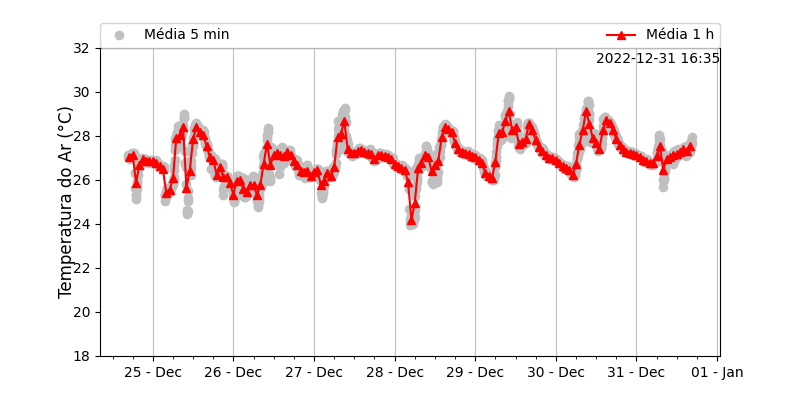 Média 5 min
Média 1 h
2022-12-31 16:35
Temperatura do Ar (°C)
32
30
28
26
24
22
20
18
25 - Dec
26 - Dec
27 - Dec
28 - Dec
29 - Dec
30 - Dec
31 - Dec
01 - Jan